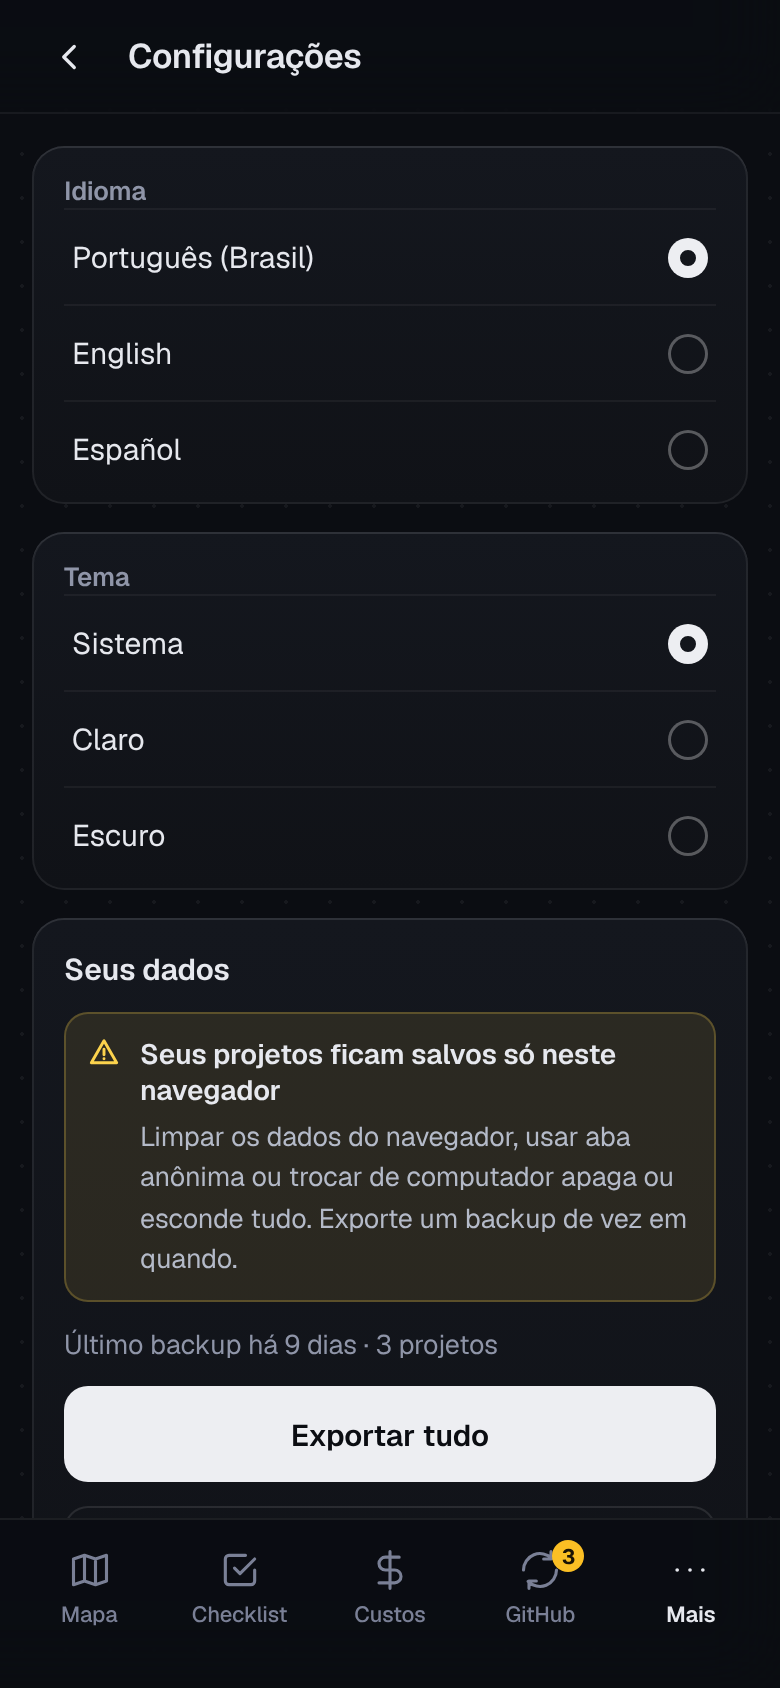 Configurações
Idioma
Português (Brasil)
English
Español
Tema
Sistema
Claro
Escuro
Seus dados
Seus projetos ficam salvos só neste
navegador
Limpar os dados do navegador, usar aba
anônima ou trocar de computador apaga ou
esconde tudo. Exporte um backup de vez em
quando.
Último backup há 9 dias · 3 projetos
Exportar tudo
3
Mapa
Checklist
Custos
GitHub
Mais